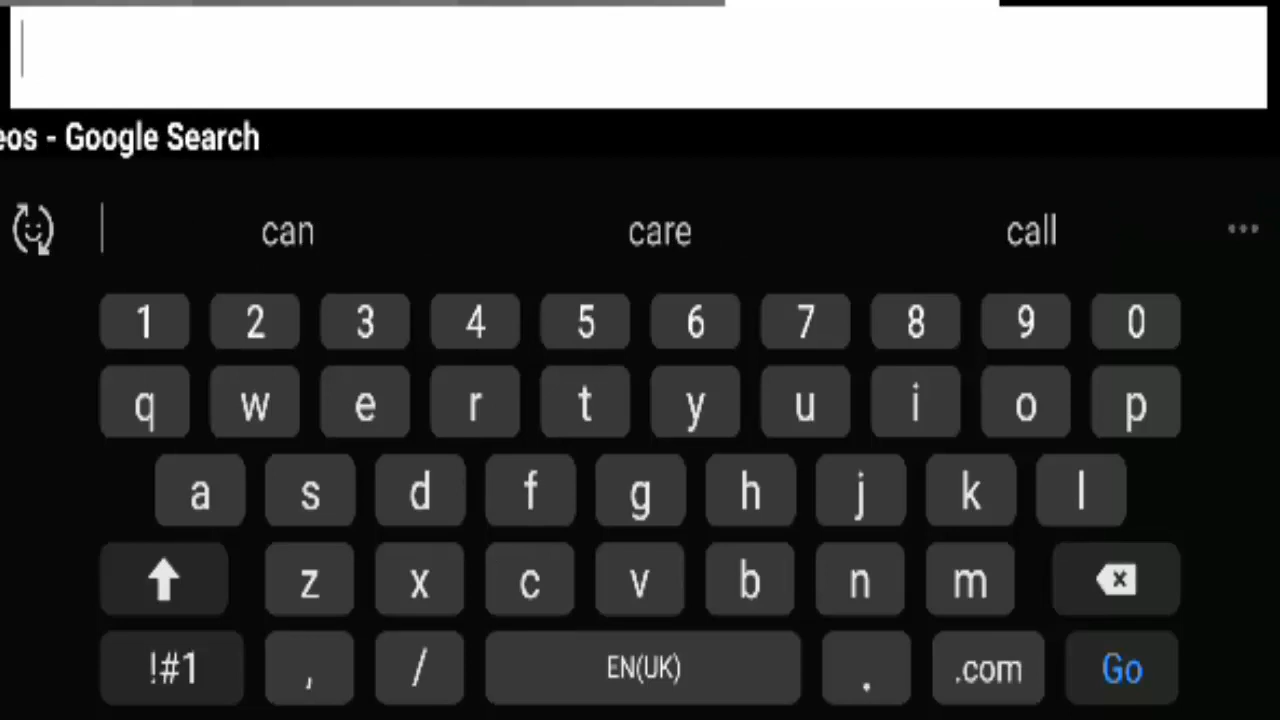 eos - Google Search
can care call
1 2 3 4 5 6 7 8 9 0
q w e r t y u i o p
a s d f g h j k l
z x c v b n m
!#1 , / EN(UK) . .com Go